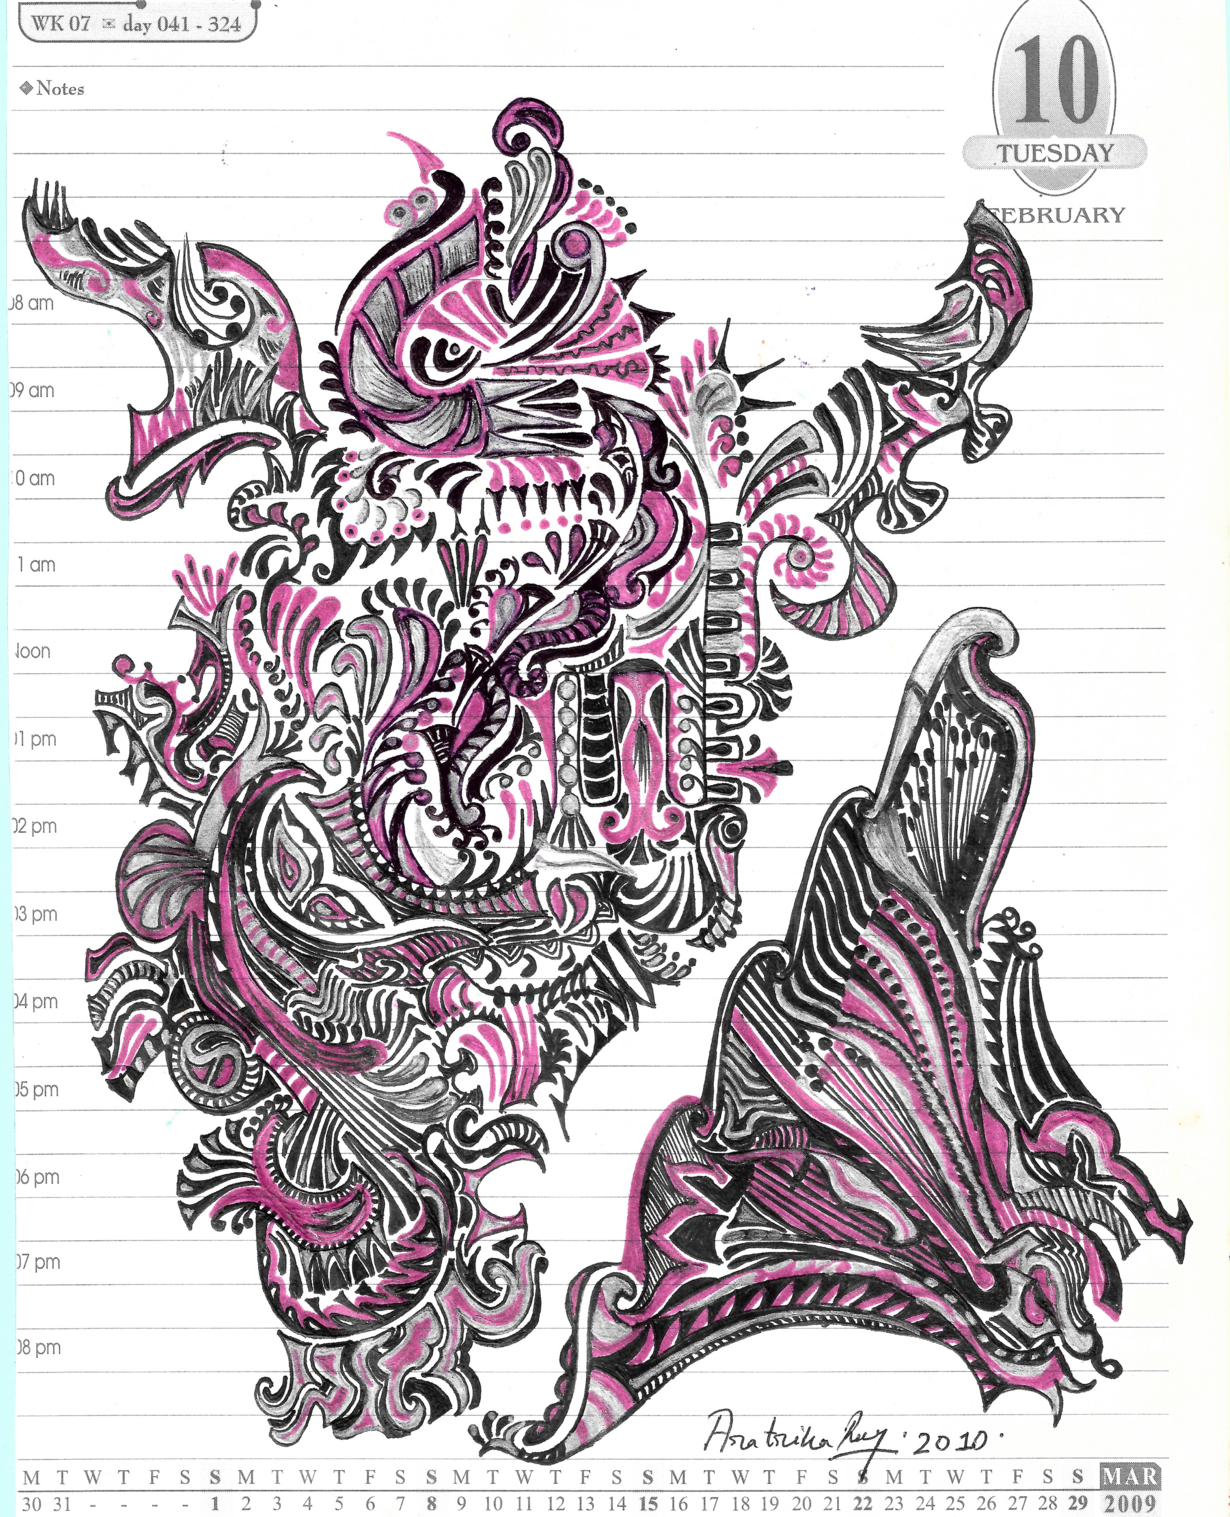 WK 07 day 041 - 324
10
TUESDAY
FEBRUARY
Notes
08 am
09 am
0 am
1 am
Noon
01 pm
02 pm
03 pm
04 pm
05 pm
06 pm
07 pm
08 pm
Aratrika Ray. 2010.
M T W T F S S M T W T F S S M T W T F S S M T W T F S S M T W T F S S MAR
30 31 - - - - 1 2 3 4 5 6 7 8 9 10 11 12 13 14 15 16 17 18 19 20 21 22 23 24 25 26 27 28 29 2009